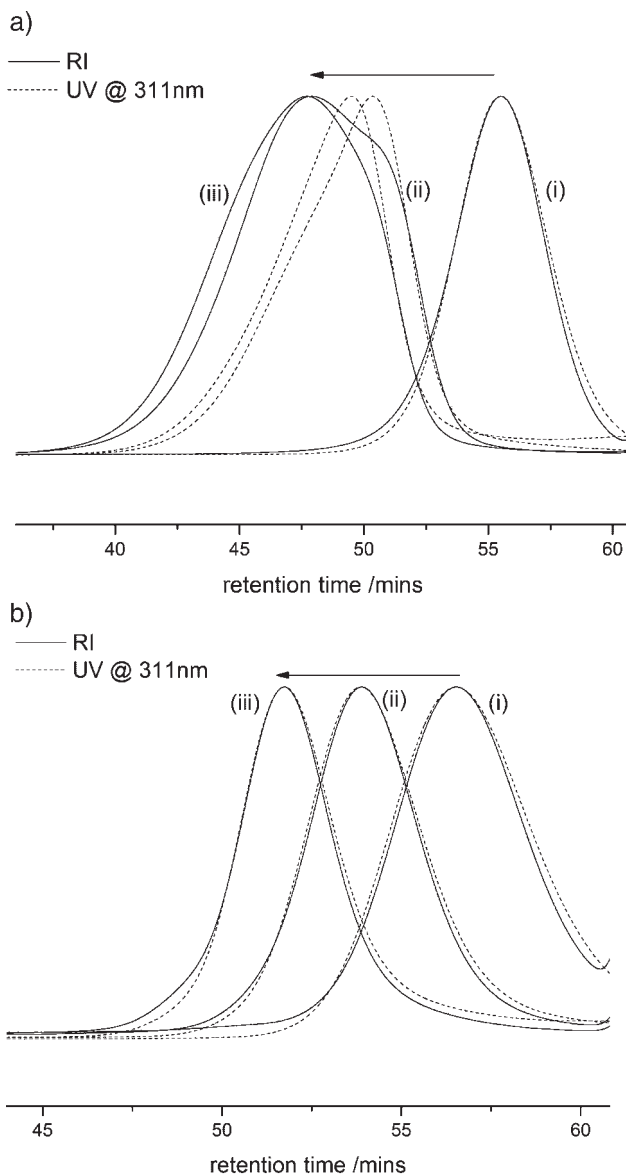 a)
RI
UV @ 311nm
(iii)
(ii)
(i)
40 45 50 55 60
retention time /mins
b)
RI
UV @ 311nm
(iii) (ii) (i)
45 50 55 60
retention time /mins